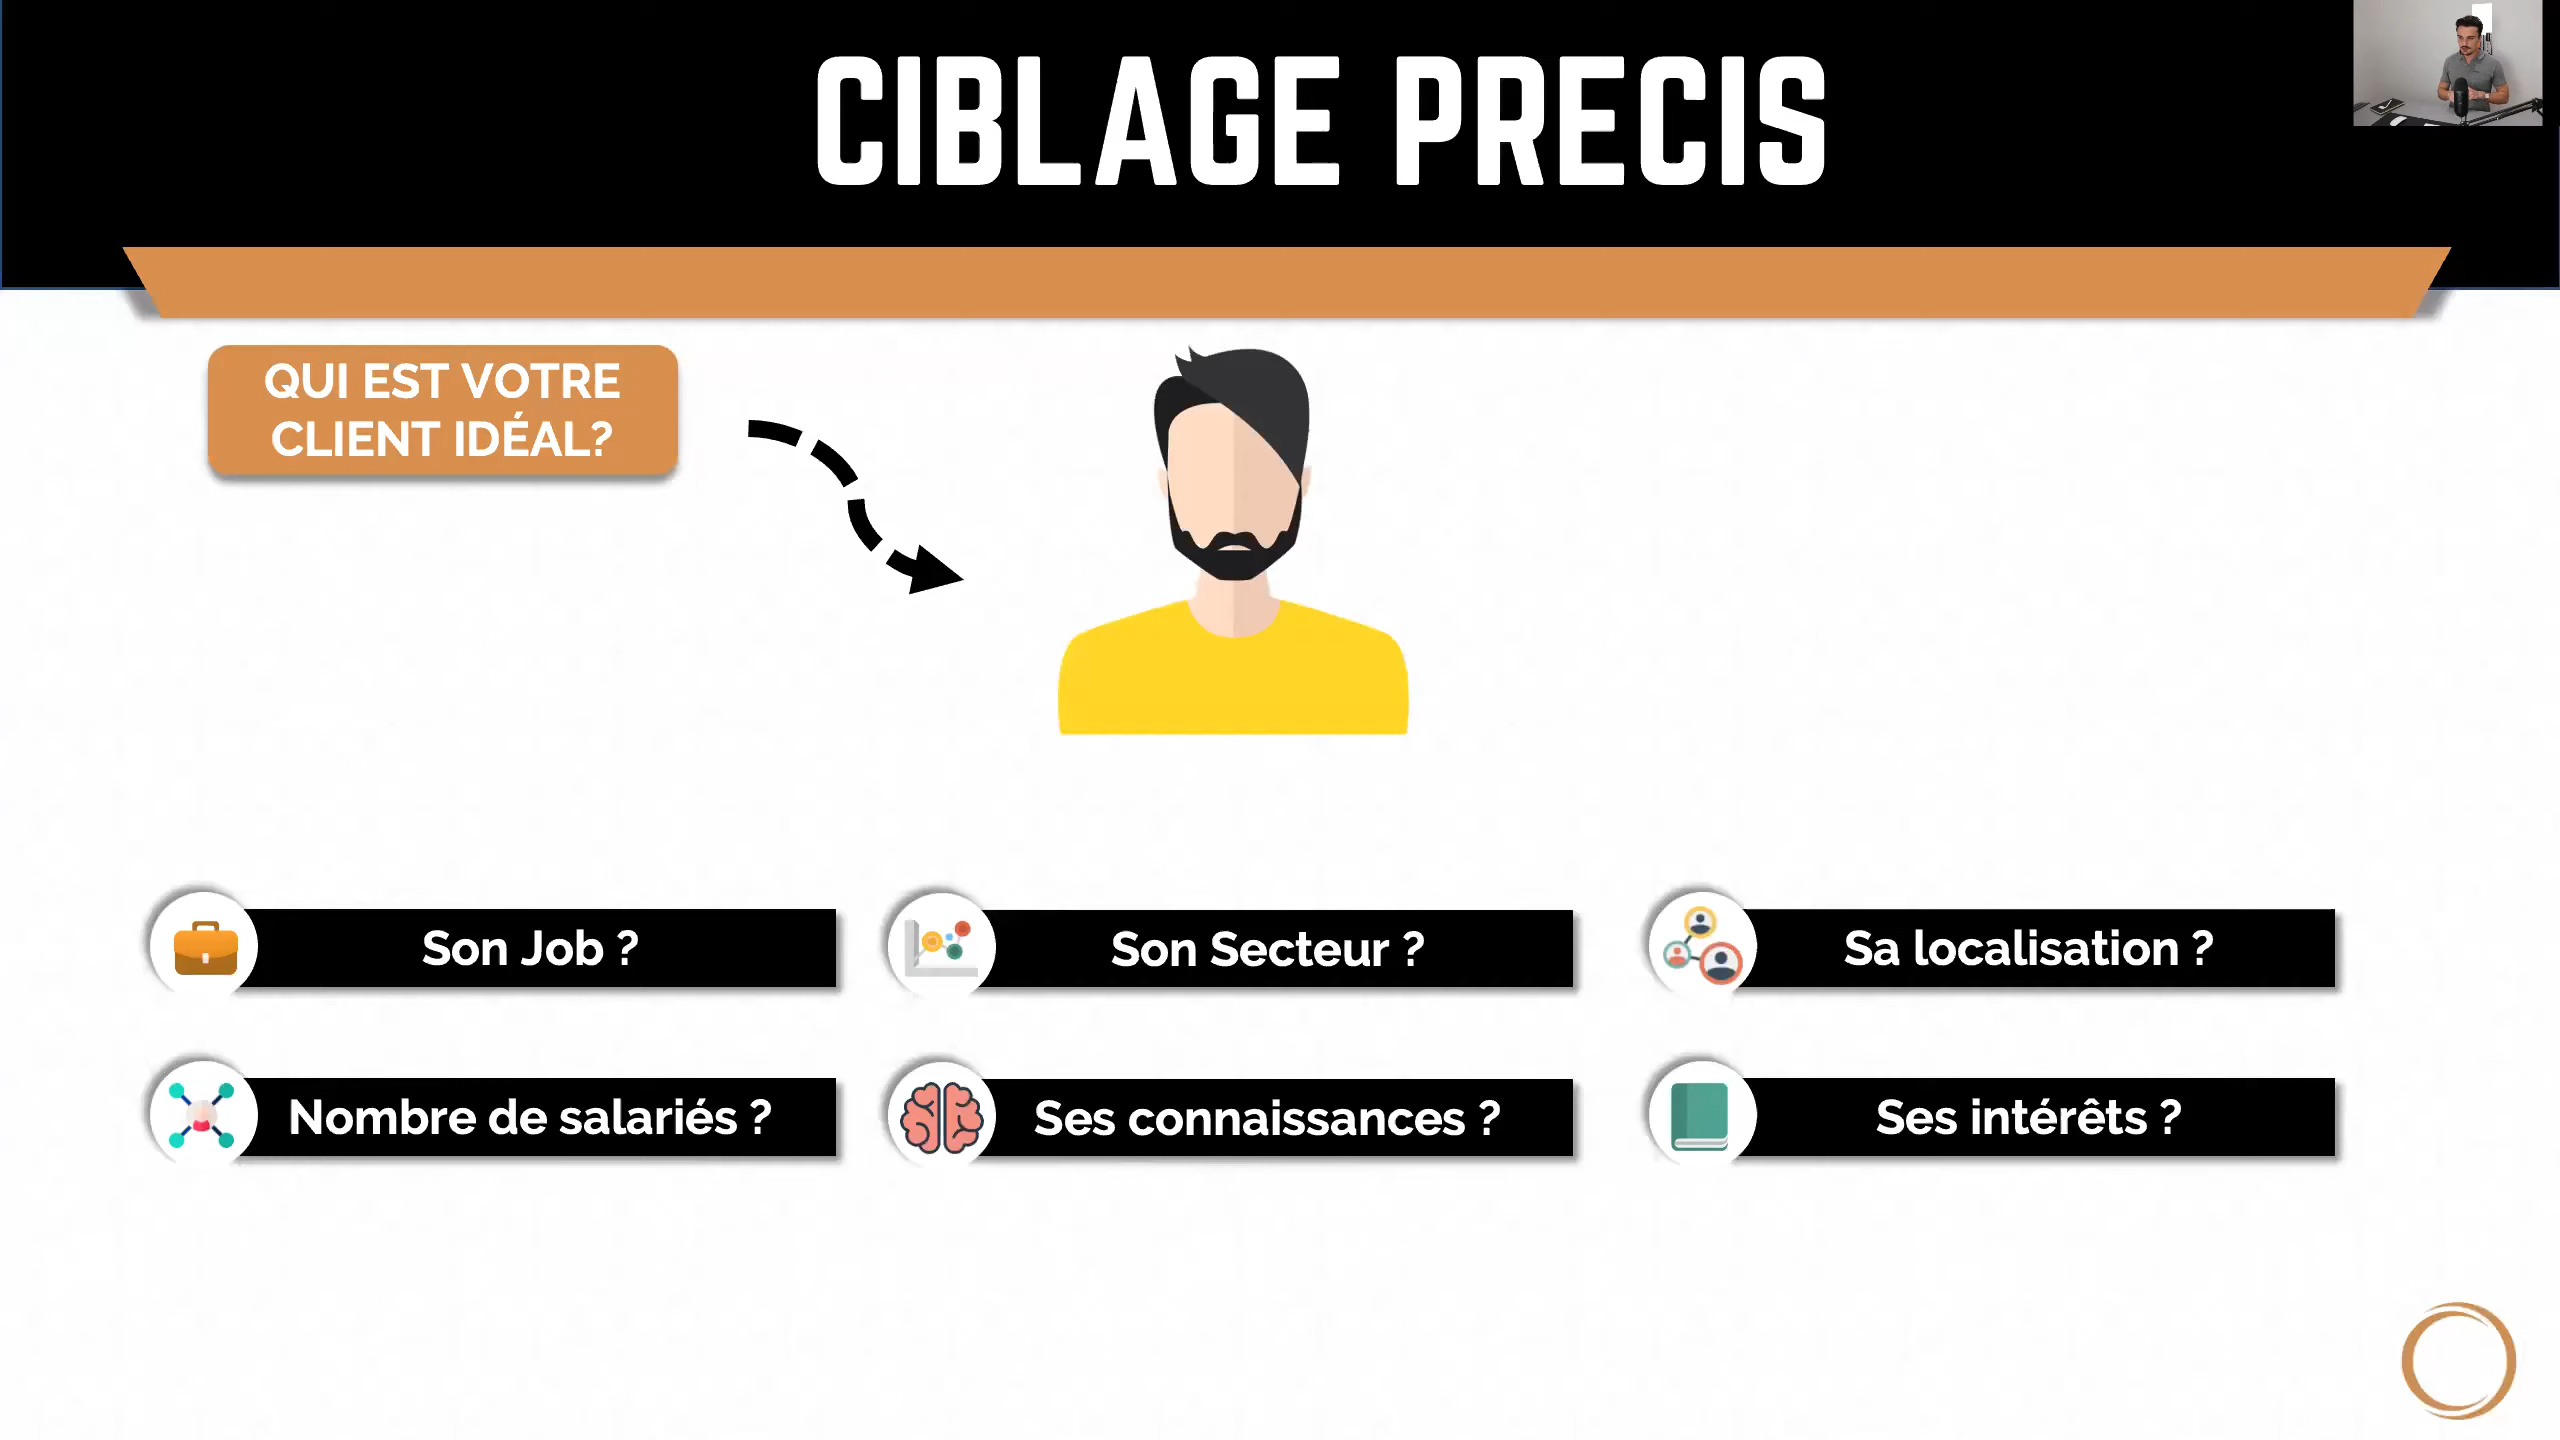 CIBLAGE PRECIS
QUI EST VOTRE
CLIENT IDÉAL?
Son Job ?
Son Secteur ?
Sa localisation ?
Nombre de salariés ?
Ses connaissances ?
Ses intérêts ?